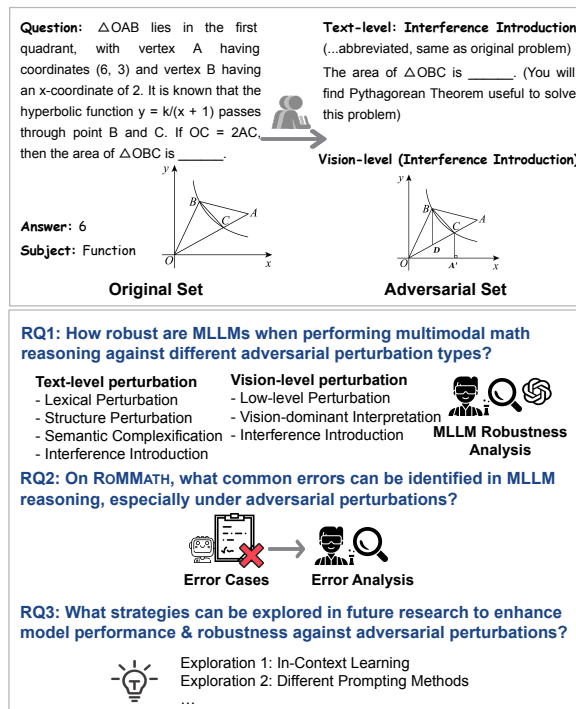 Question: △OAB lies in the first
quadrant, with vertex A having
coordinates (6, 3) and vertex B having
an x-coordinate of 2. It is known that the
hyperbolic function y = k/(x + 1) passes
through point B and C. If OC = 2AC,
then the area of △OBC is ______.
y
B
A
C
O
x
Answer: 6
Subject: Function
Original Set
Text-level: Interference Introduction
(...abbreviated, same as original problem)
The area of △OBC is ______. (You will
find Pythagorean Theorem useful to solve
this problem)
Vision-level (Interference Introduction)
y
B
A
C
D
O
A'
x
Adversarial Set
RQ1: How robust are MLLMs when performing multimodal math
reasoning against different adversarial perturbation types?
Text-level perturbation
- Lexical Perturbation
- Structure Perturbation
- Semantic Complexification
- Interference Introduction
Vision-level perturbation
- Low-level Perturbation
- Vision-dominant Interpretation
- Interference Introduction
MLLM Robustness
Analysis
RQ2: On ROMMATH, what common errors can be identified in MLLM
reasoning, especially under adversarial perturbations?
Error Cases
Error Analysis
RQ3: What strategies can be explored in future research to enhance
model performance & robustness against adversarial perturbations?
Exploration 1: In-Context Learning
Exploration 2: Different Prompting Methods
...